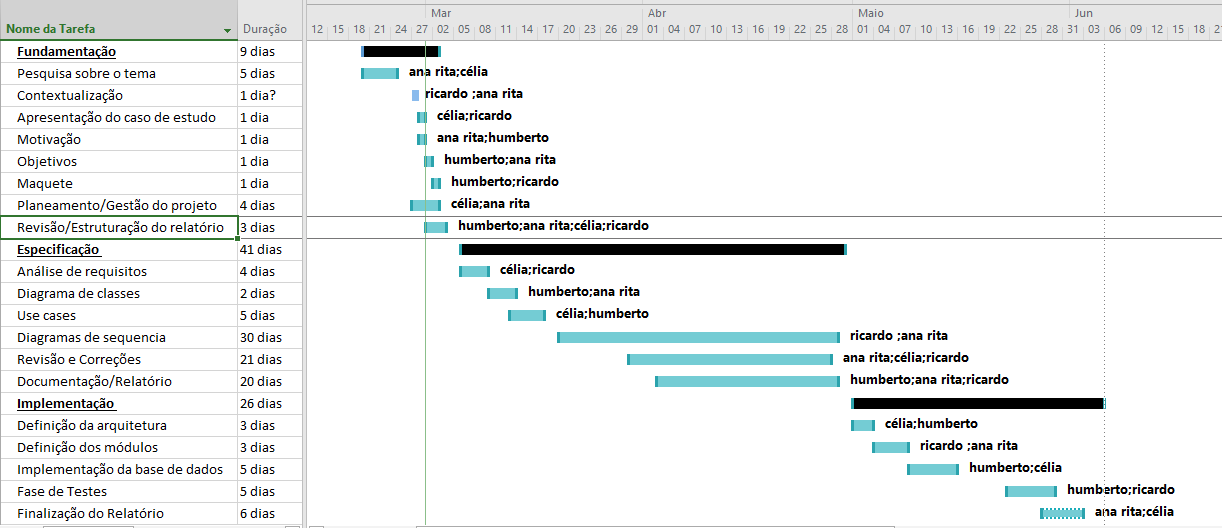 Mar Abr Maio Jun
Nome da Tarefa Duração 12 15 18 21 24 27 02 05 08 11 14 17 20 23 26 29 01 04 07 10 13 16 19 22 25 28 01 04 07 10 13 16 19 22 25 28 31 03 06 09 12 15 18 21
Fundamentação 9 dias
Pesquisa sobre o tema 5 dias ana rita;célia
Contextualização 1 dia? ricardo ;ana rita
Apresentação do caso de estudo 1 dia célia;ricardo
Motivação 1 dia ana rita;humberto
Objetivos 1 dia humberto;ana rita
Maquete 1 dia humberto;ricardo
Planeamento/Gestão do projeto 4 dias célia;ana rita
Revisão/Estruturação do relatório 3 dias humberto;ana rita;célia;ricardo
Especificação 41 dias
Análise de requisitos 4 dias célia;ricardo
Diagrama de classes 2 dias humberto;ana rita
Use cases 5 dias célia;humberto
Diagramas de sequencia 30 dias ricardo ;ana rita
Revisão e Correções 21 dias ana rita;célia;ricardo
Documentação/Relatório 20 dias humberto;ana rita;ricardo
Implementação 26 dias
Definição da arquitetura 3 dias célia;humberto
Definição dos módulos 3 dias ricardo ;ana rita
Implementação da base de dados 5 dias humberto;célia
Fase de Testes 5 dias humberto;ricardo
Finalização do Relatório 6 dias ana rita;célia